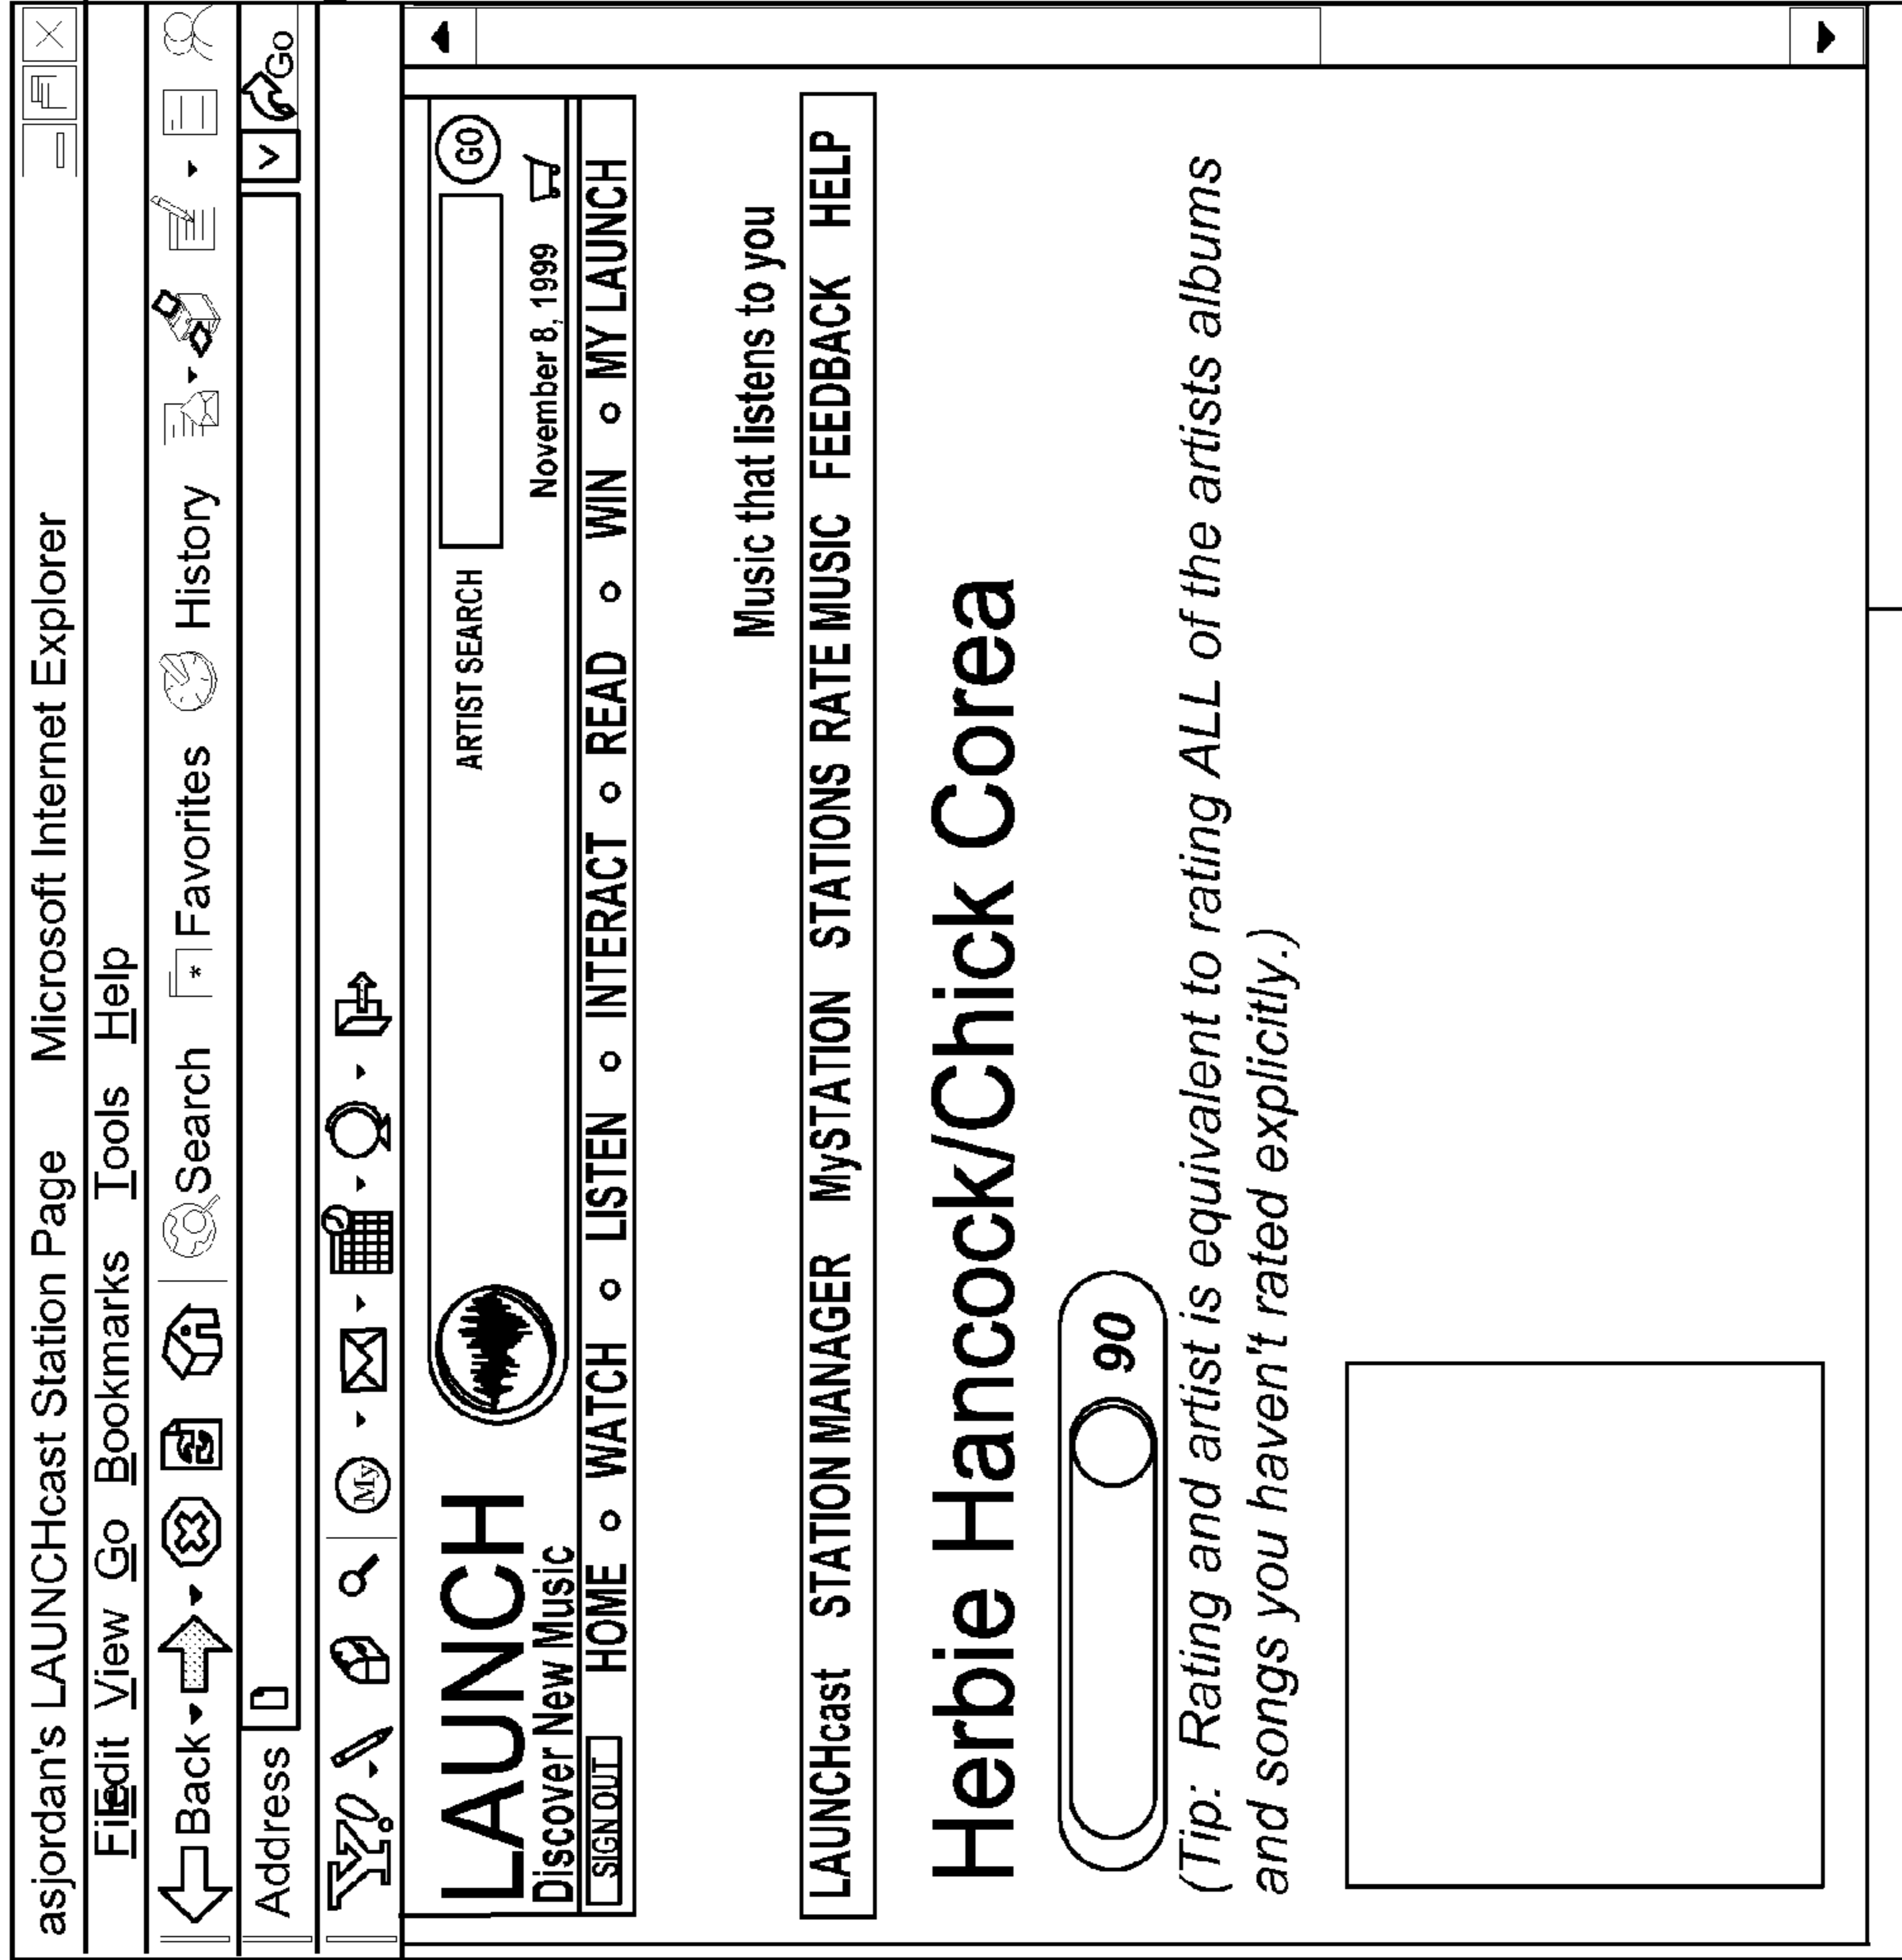 asjordan's LAUNCHcast Station Page Microsoft Internet Explorer
File Edit View Go Bookmarks Tools Help
Back Search Favorites History
Address Go
Y! My
LAUNCH ARTIST SEARCH GO
Discover New Music November 8, 1999
SIGN OUT HOME WATCH LISTEN INTERACT READ WIN MY LAUNCH
Music that listens to you
LAUNCHcast STATION MANAGER MySTATION STATIONS RATE MUSIC FEEDBACK HELP
Herbie Hancock/Chick Corea
90
(Tip: Rating and artist is equivalent to rating ALL of the artists albums
and songs you haven't rated explicitly.)